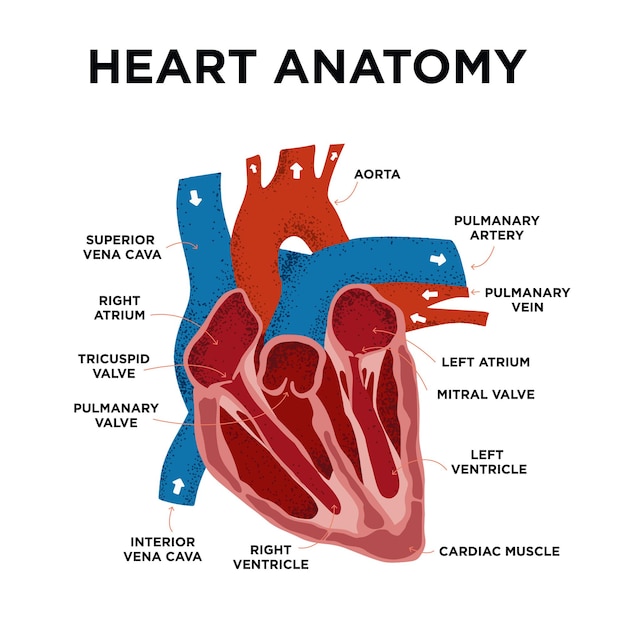 HEART ANATOMY
AORTA
PULMANARY
ARTERY
SUPERIOR
VENA CAVA
PULMANARY
VEIN
RIGHT
ATRIUM
TRICUSPID
VALVE
LEFT ATRIUM
MITRAL VALVE
PULMANARY
VALVE
LEFT
VENTRICLE
INTERIOR
VENA CAVA
RIGHT
VENTRICLE
CARDIAC MUSCLE